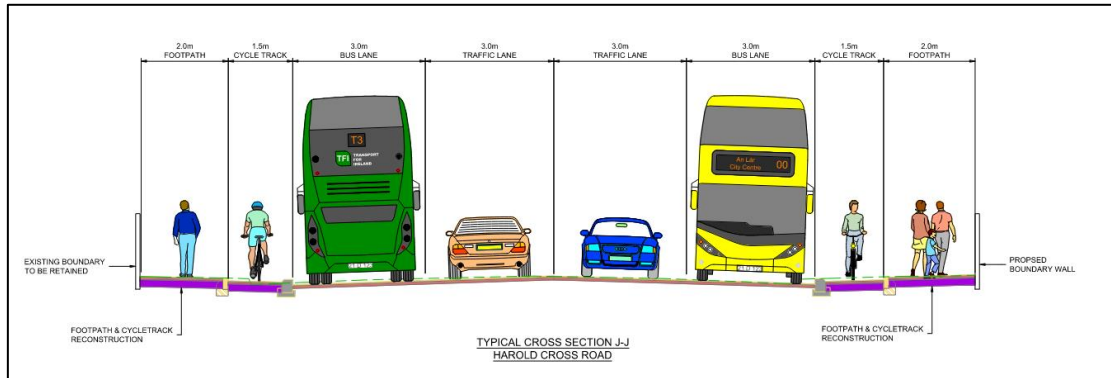 2.0m
FOOTPATH
1.5m
CYCLE TRACK
3.0m
BUS LANE
3.0m
TRAFFIC LANE
3.0m
TRAFFIC LANE
3.0m
BUS LANE
1.5m
CYCLE TRACK
2.0m
FOOTPATH
T3
TFI
TRANSPORT
FOR
IRELAND
An Lár
City Centre
00
EXISTING BOUNDARY
TO BE RETAINED
PROPSED
BOUNDARY WALL
FOOTPATH & CYCLETRACK
RECONSTRUCTION
FOOTPATH & CYCLETRACK
RECONSTRUCTION
TYPICAL CROSS SECTION J-J
HAROLD CROSS ROAD